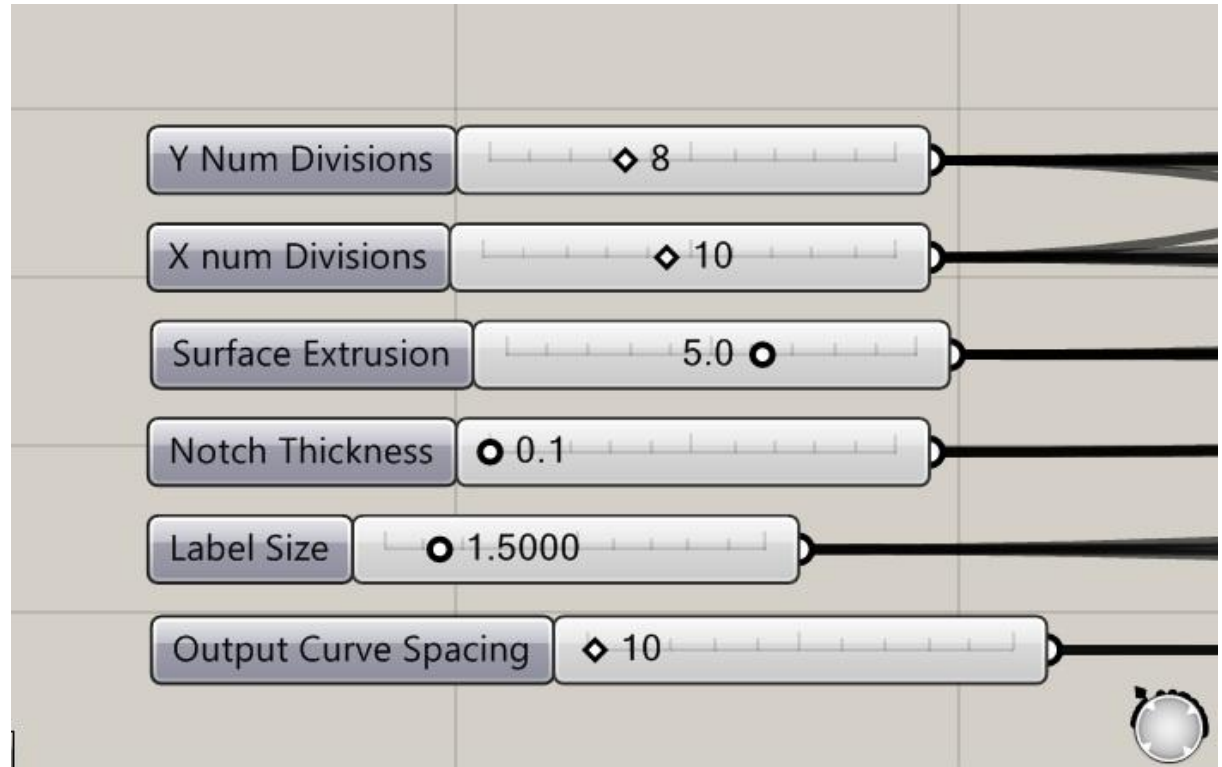 Y Num Divisions 8
X num Divisions 10
Surface Extrusion 5.0
Notch Thickness 0.1
Label Size 1.5000
Output Curve Spacing 10